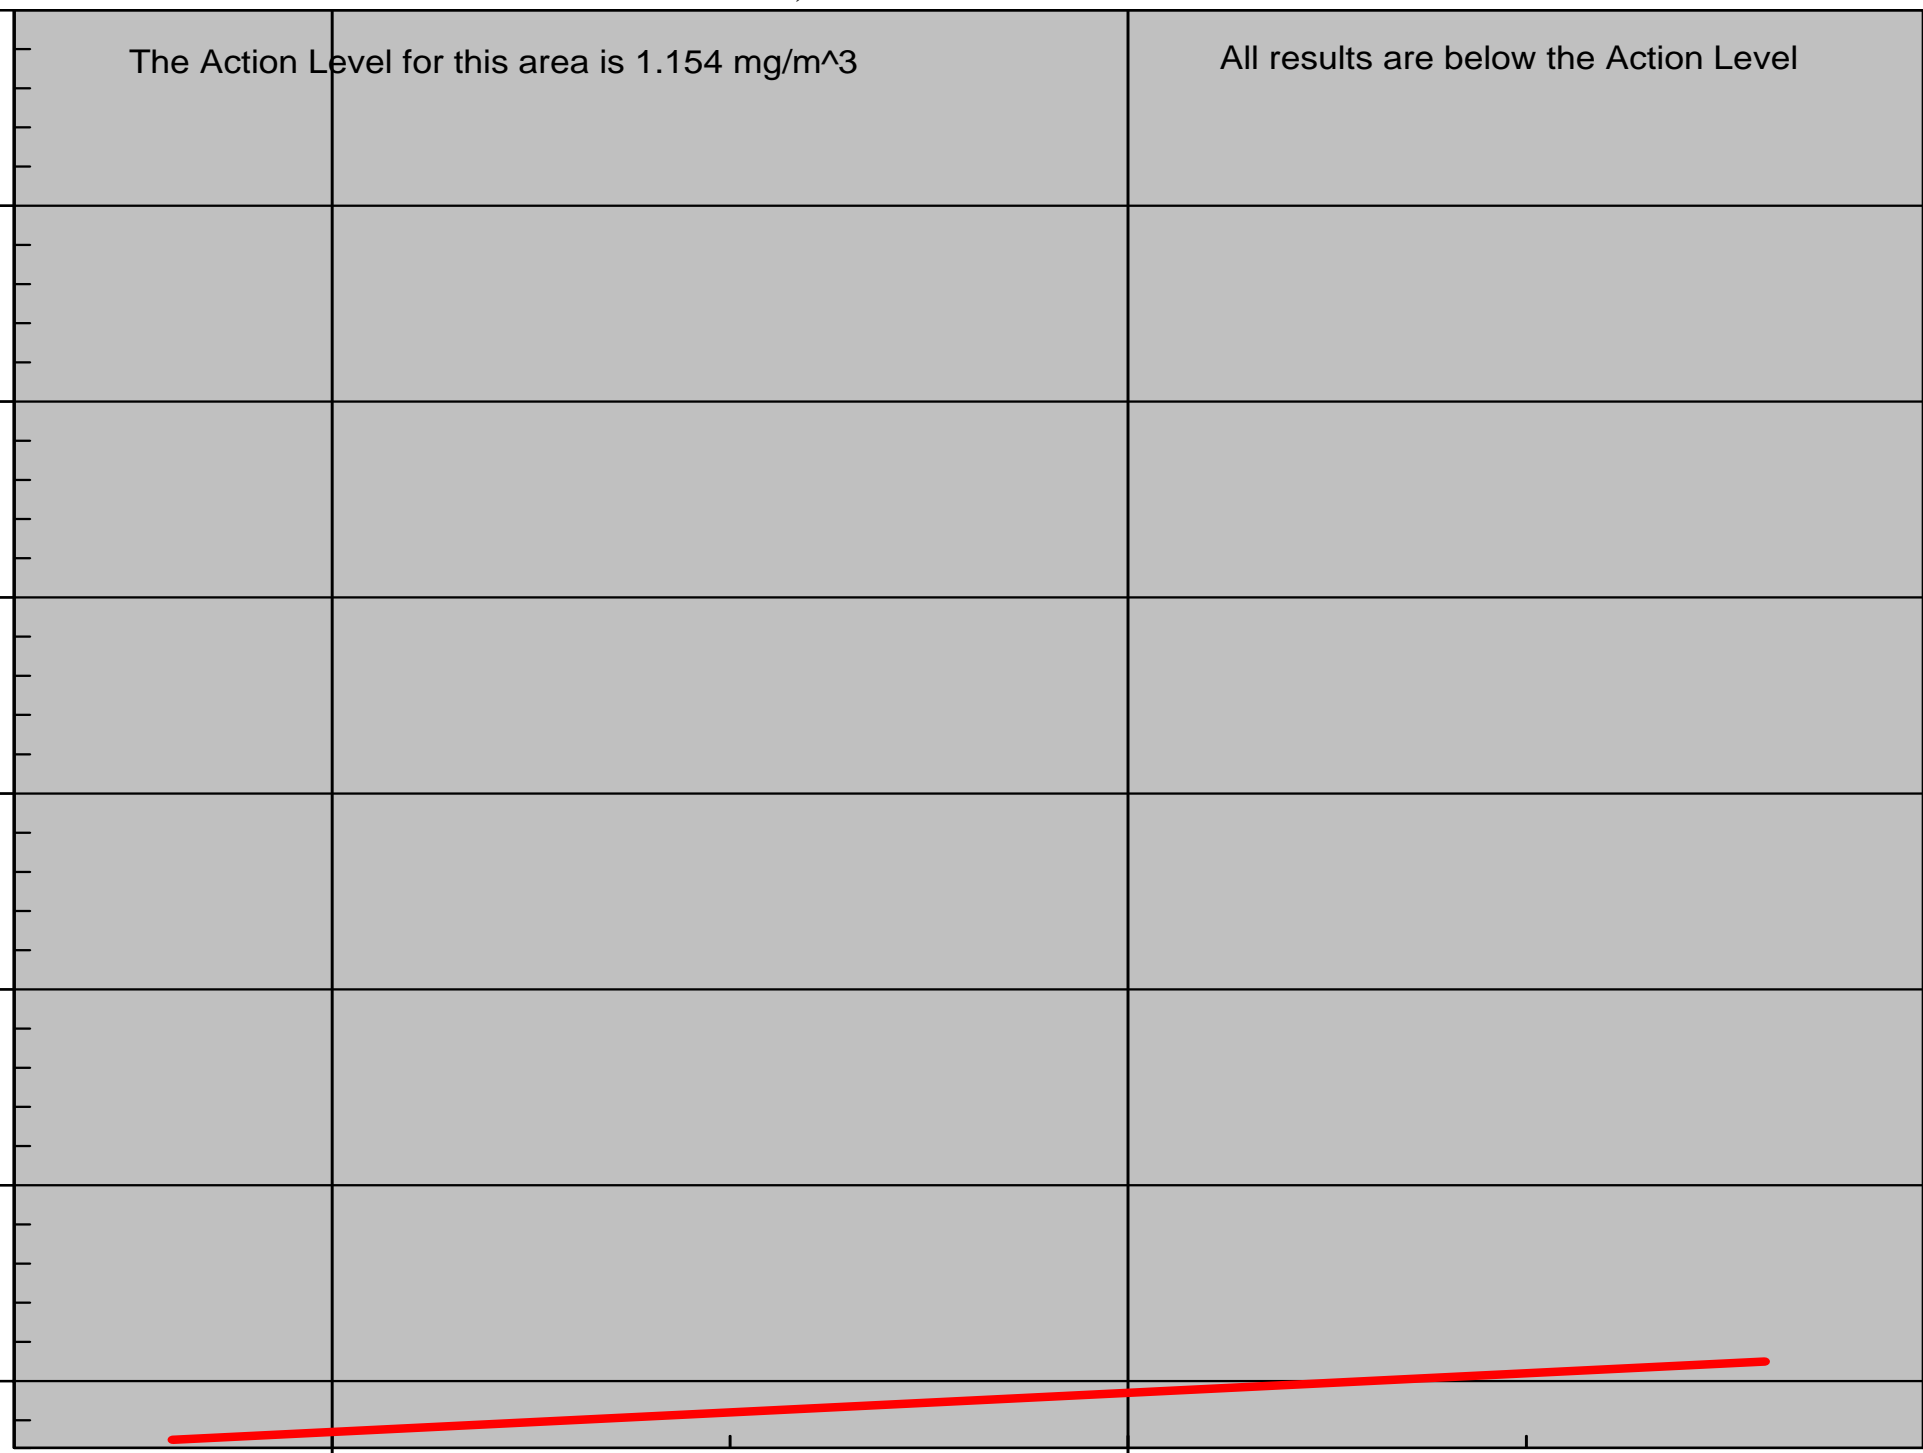 The Action Level for this area is 1.154 mg/m^3
All results are below the Action Level